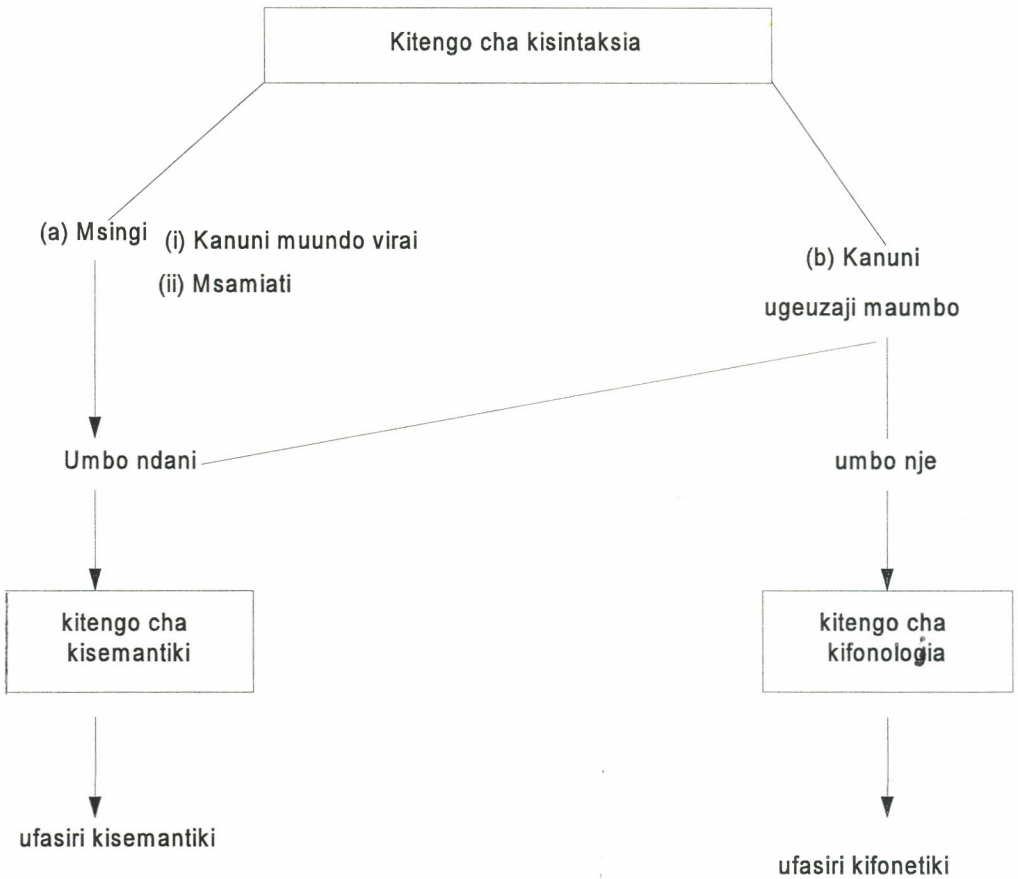 Kitengo cha kisintaksia
(a) Msingi (i) Kanuni muundo virai
(ii) Msamiati
(b) Kanuni
ugeuzaji maumbo
Umbo ndani
umbo nje
kitengo cha
kisemantiki
kitengo cha
kifonologia
ufasiri kisemantiki
ufasiri kifonetiki